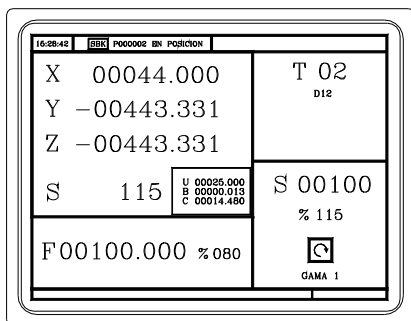 16:28:42 SBK P000002 EN POSICION
X 00044.000
Y -00443.331
Z -00443.331
S 115
U 00025.000
B 00000.013
C 00014.480
F00100.000 % 080
T 02
D12
S 00100
% 115
GAMA 1